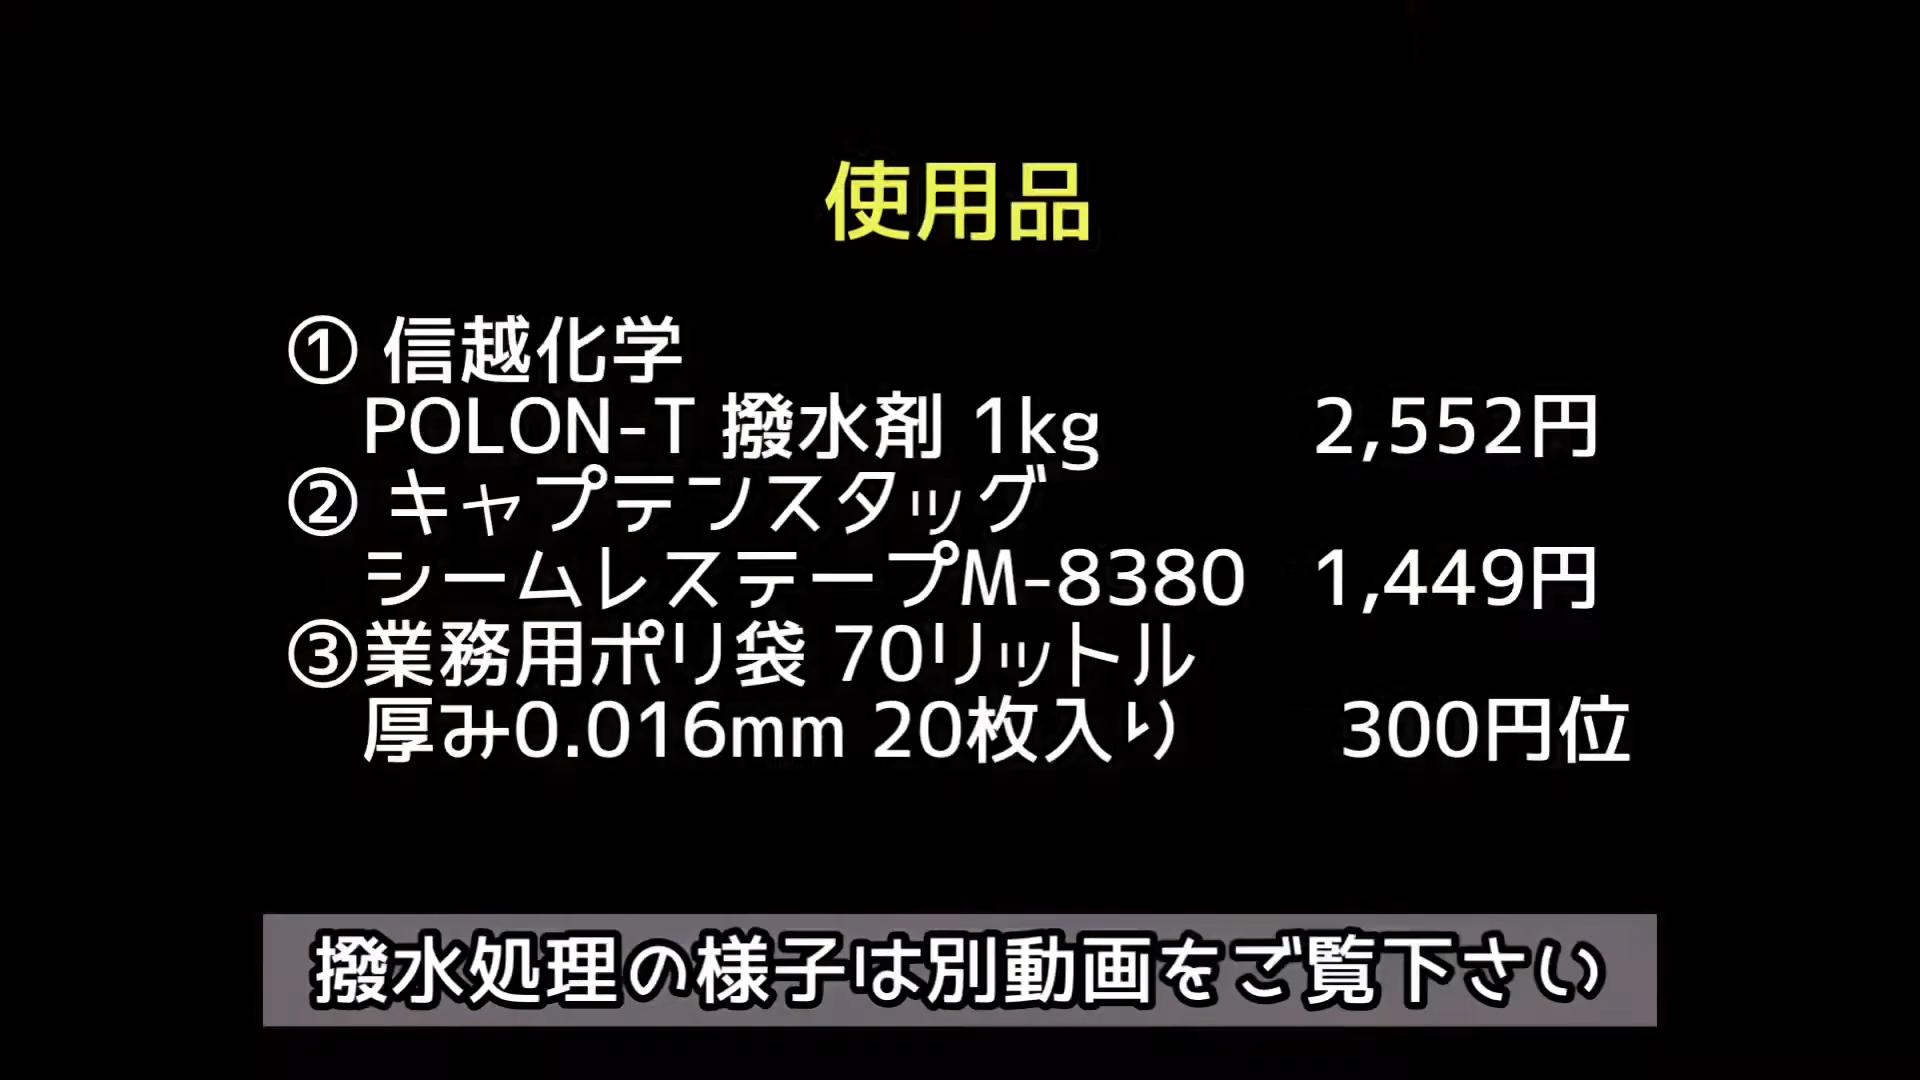 使用品
① 信越化学
POLON-T 撥水剤 1kg 2,552円
② キャプテンスタッグ
シームレステープM-8380 1,449円
③業務用ポリ袋 70リットル
厚み0.016mm 20枚入り 300円位
撥水処理の様子は別動画をご覧下さい